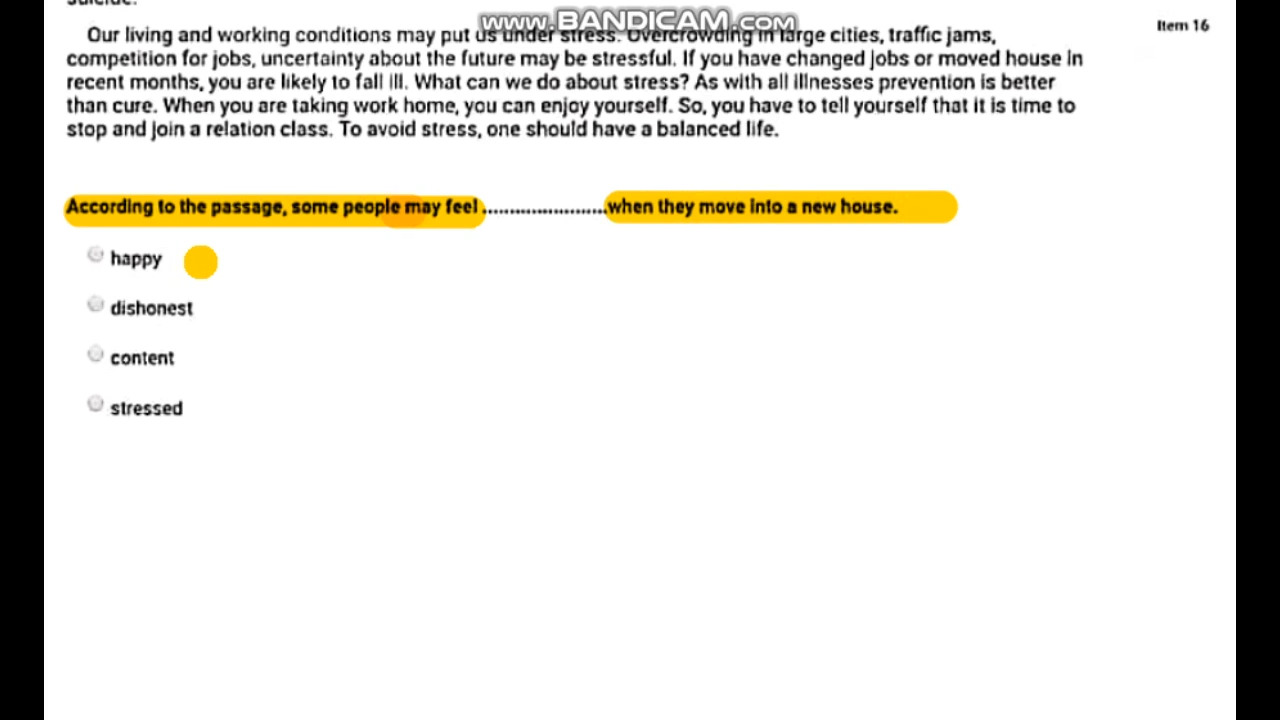 suicide.
www.BANDICAM.com
Item 16
Our living and working conditions may put us under stress. Overcrowding in large cities, traffic jams,
competition for jobs, uncertainty about the future may be stressful. If you have changed jobs or moved house in
recent months, you are likely to fall ill. What can we do about stress? As with all illnesses prevention is better
than cure. When you are taking work home, you can enjoy yourself. So, you have to tell yourself that it is time to
stop and join a relation class. To avoid stress, one should have a balanced life.
According to the passage, some people may feel .......................when they move into a new house.
happy
dishonest
content
stressed